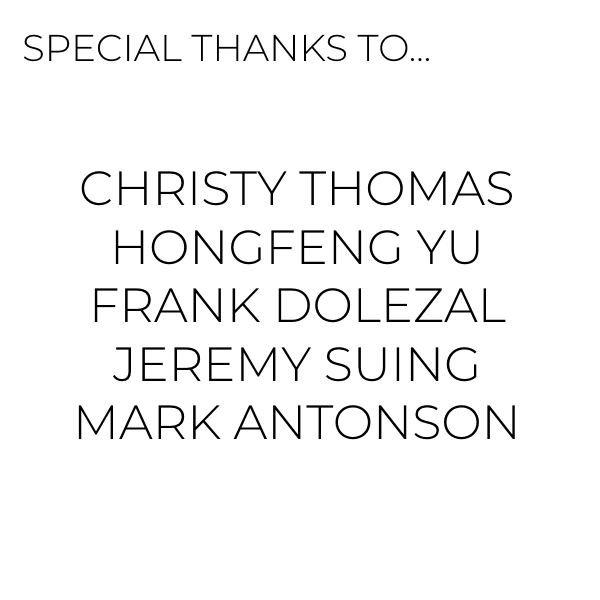 SPECIAL THANKS TO...
CHRISTY THOMAS
HONGFENG YU
FRANK DOLEZAL
JEREMY SUING
MARK ANTONSON